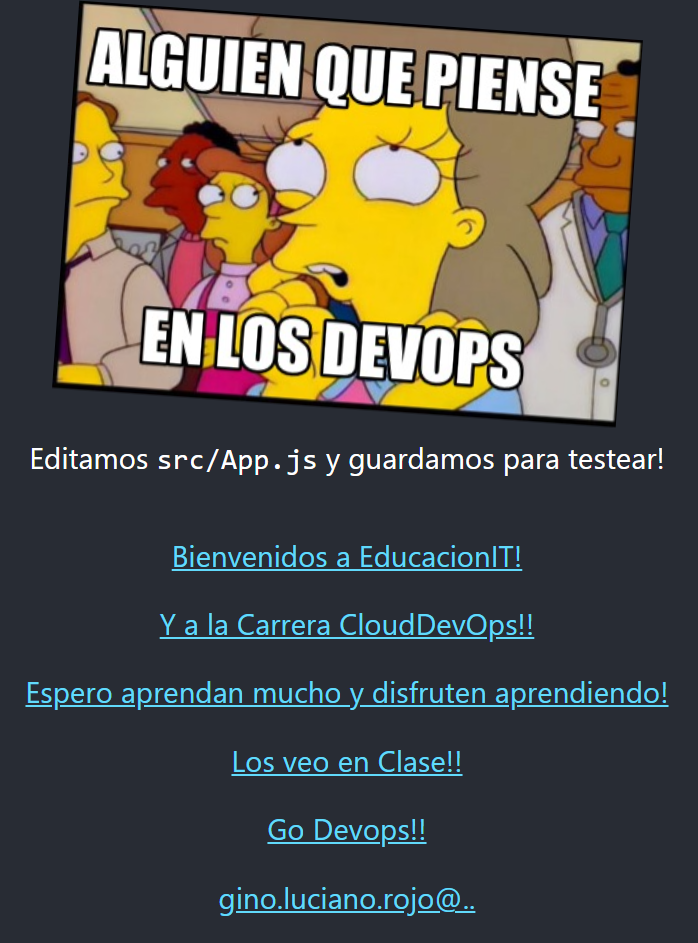 ALGUIEN QUE PIENSE
EN LOS DEVOPS
Editamos src/App.js y guardamos para testear!
Bienvenidos a EducacionIT!
Y a la Carrera CloudDevOps!!
Espero aprendan mucho y disfruten aprendiendo!
Los veo en Clase!!
Go Devops!!
gino.luciano.rojo@..